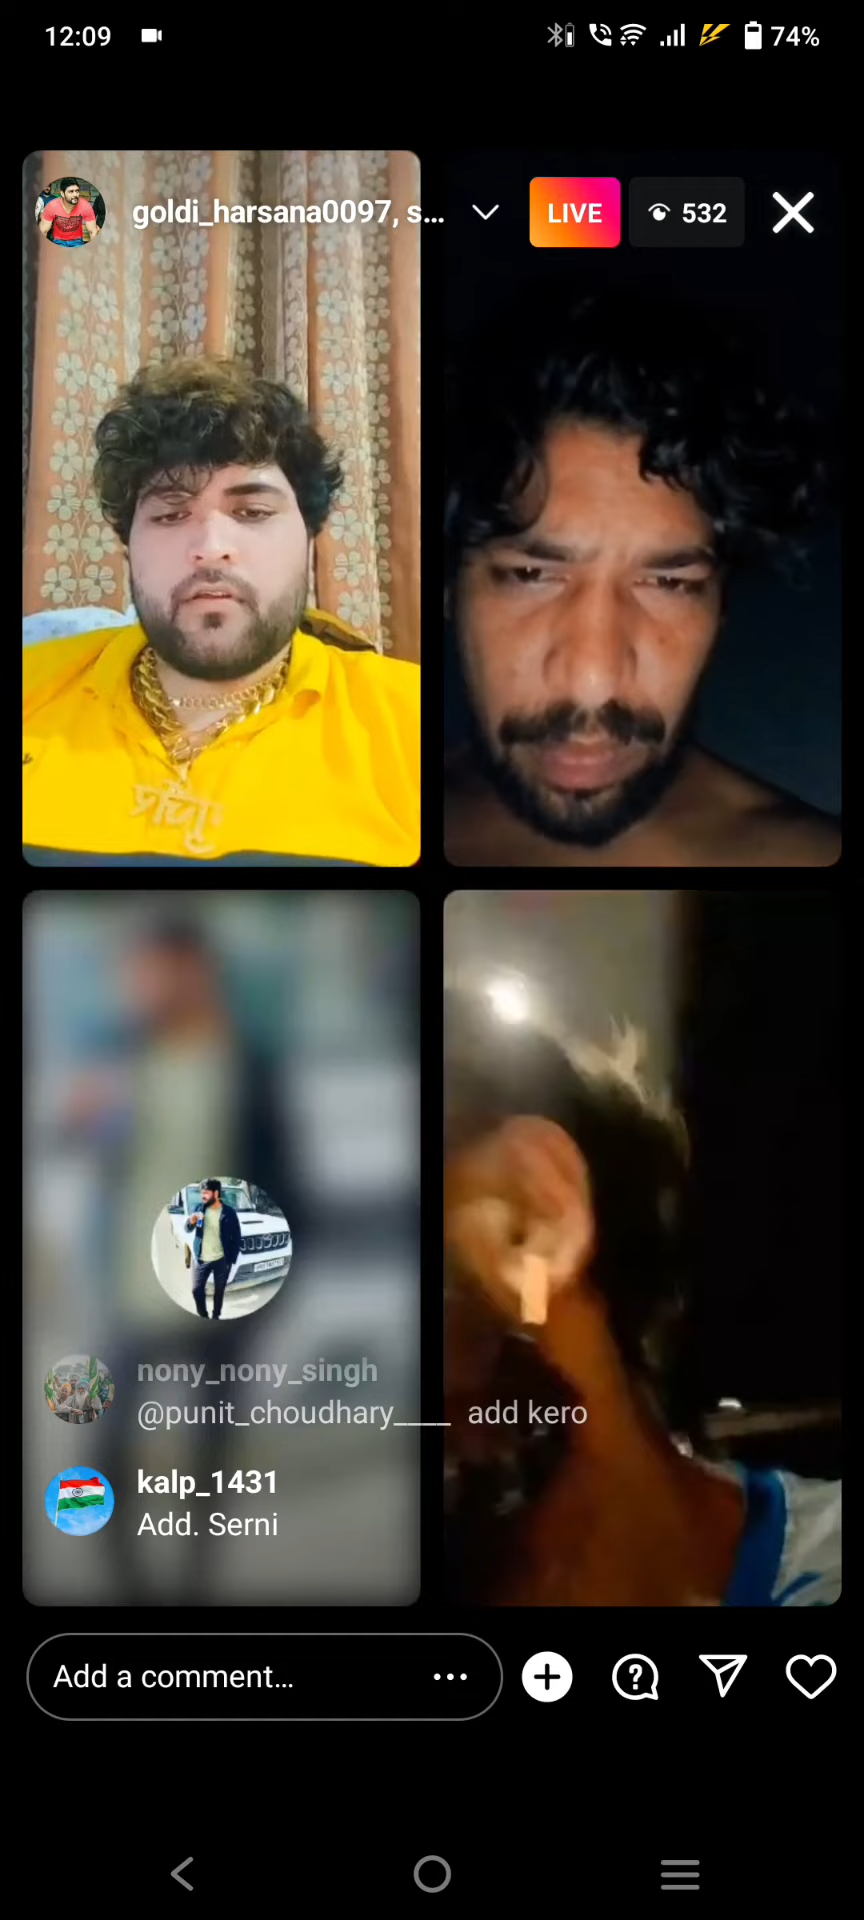 12:09
74%
goldi_harsana0097, s...
LIVE
532
nony_nony_singh
@punit_choudhary____ add kero
kalp_1431
Add. Serni
Add a comment...